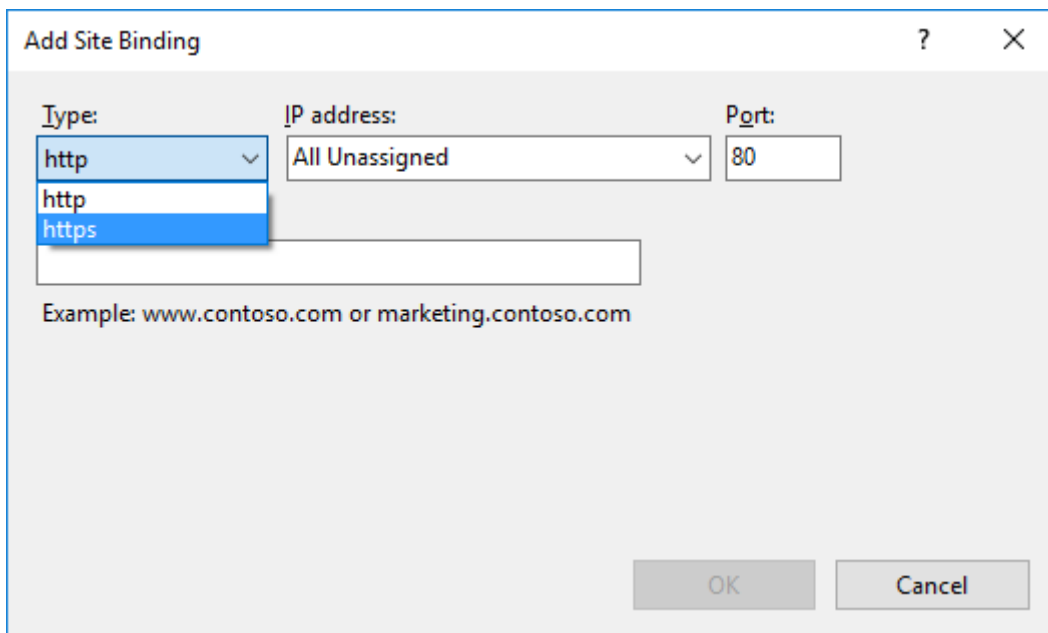 Add Site Binding ?
Type: IP address: Port:
http All Unassigned 80
http
https
Example: www.contoso.com or marketing.contoso.com
OK Cancel